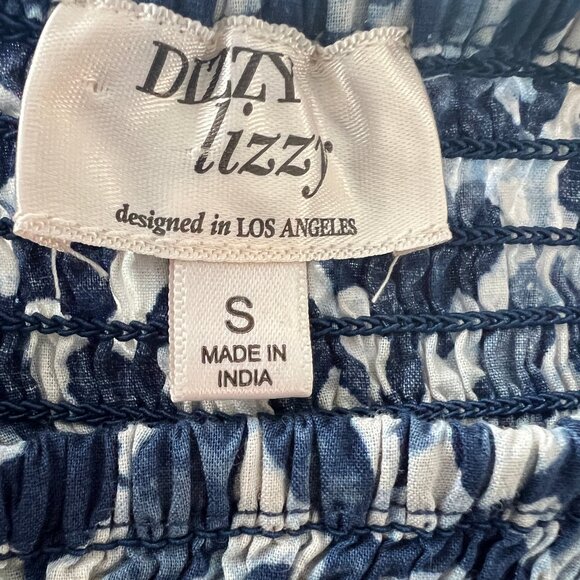 DIZZY
lizzy
designed in LOS ANGELES
S
MADE IN
INDIA